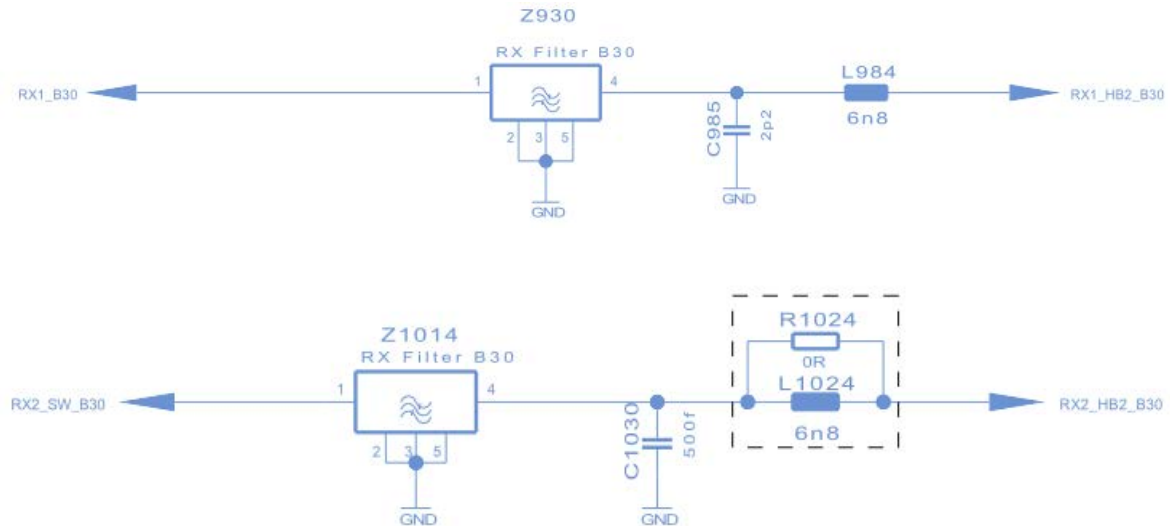 Z930
RX Filter B30
RX1_B30
1
4
L984
RX1_HB2_B30
6n8
C985
2p2
2
3
5
GND
GND
R1024
Z1014
RX Filter B30
0R
L1024
RX2_SW_B30
1
4
RX2_HB2_B30
6n8
C1030
500f
2
3
5
GND
GND